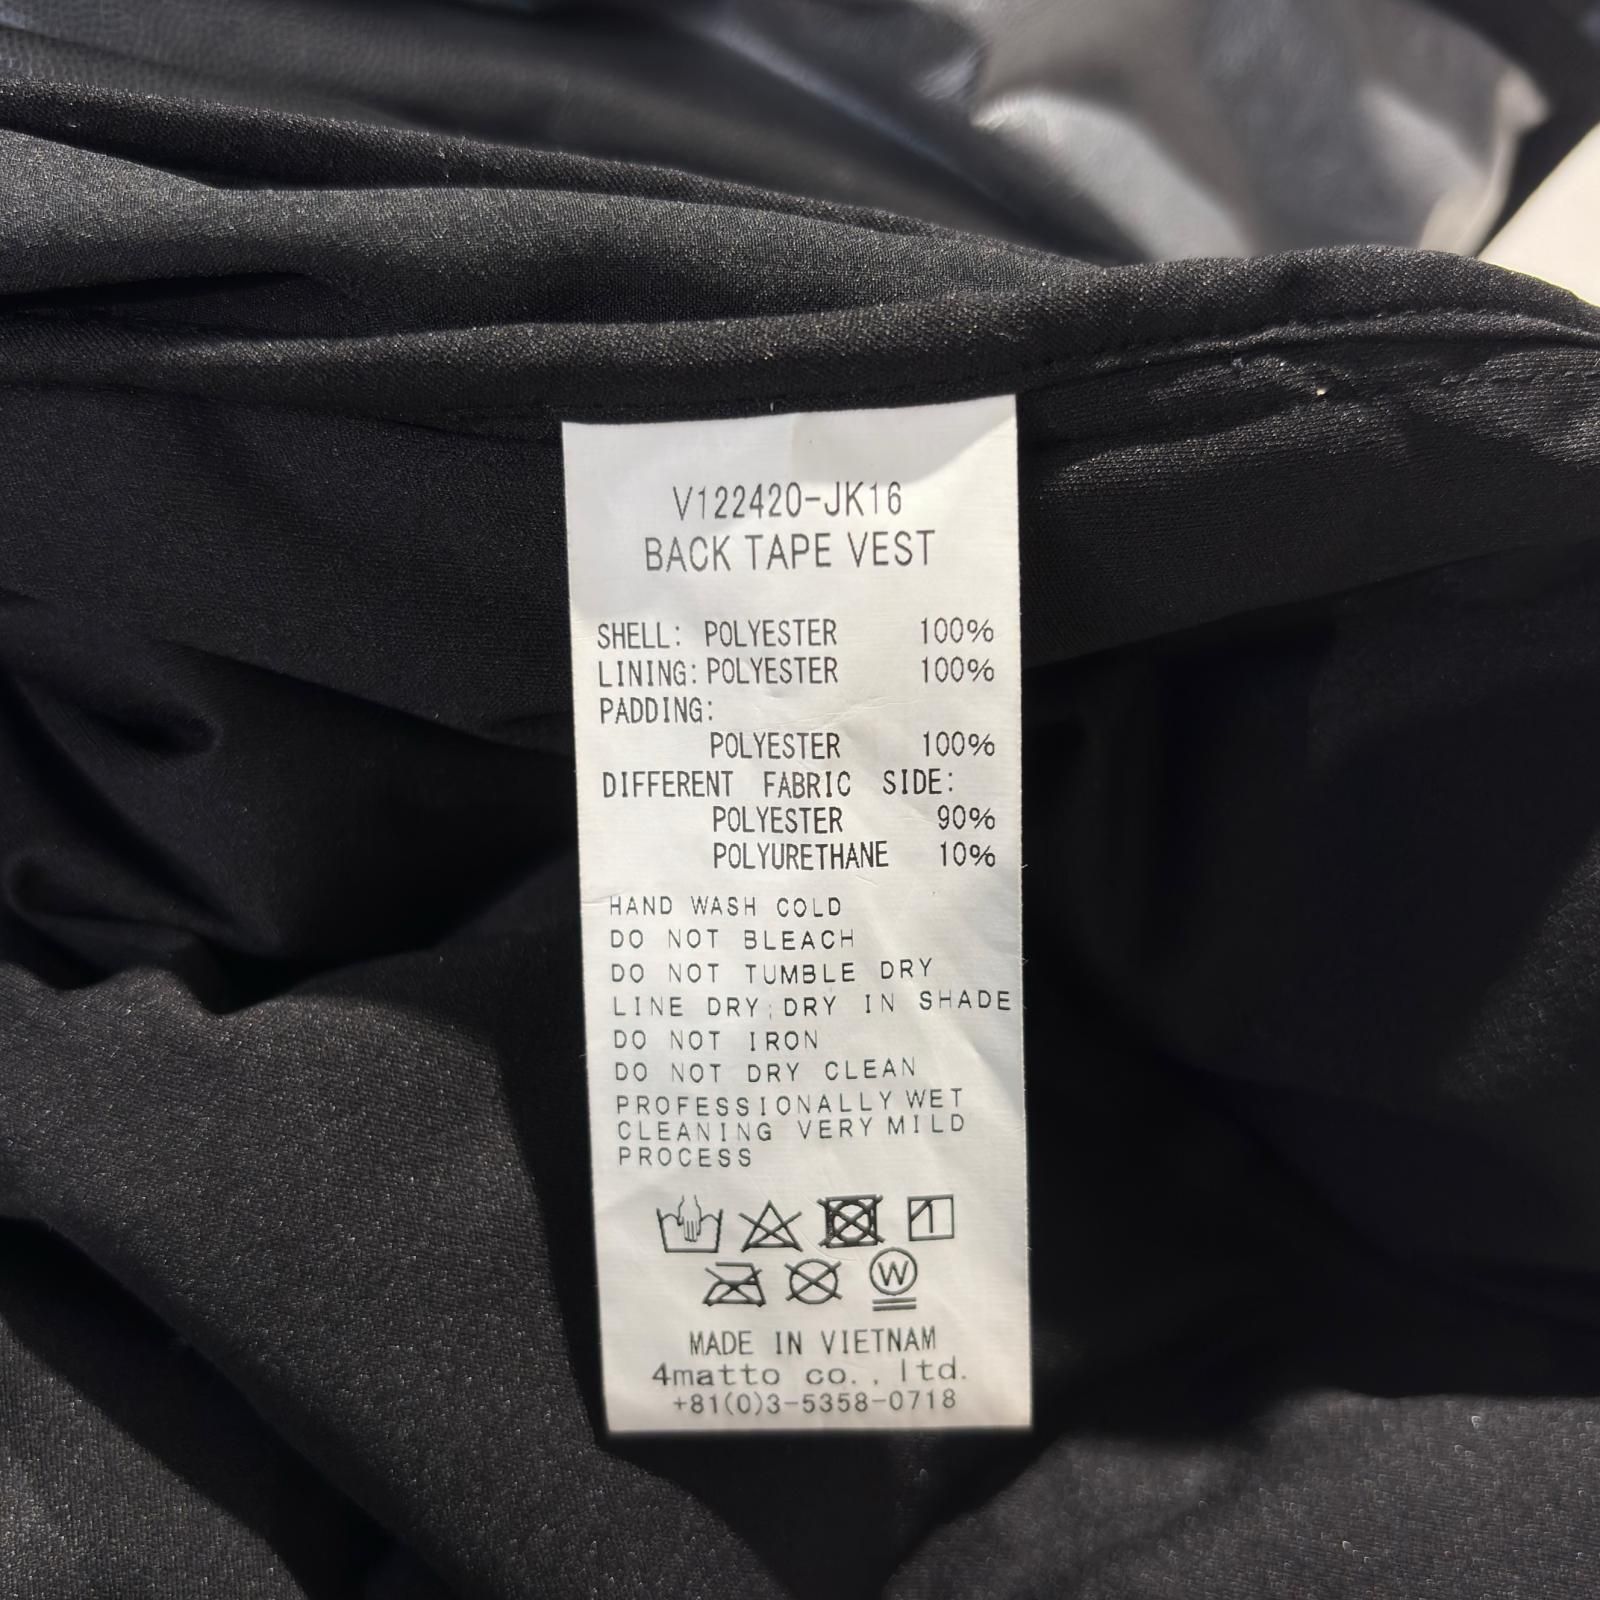 V122420-JK16
BACK TAPE VEST
SHELL: POLYESTER 100%
LINING: POLYESTER 100%
PADDING:
POLYESTER 100%
DIFFERENT FABRIC SIDE:
POLYESTER 90%
POLYURETHANE 10%
HAND WASH COLD
DO NOT BLEACH
DO NOT TUMBLE DRY
LINE DRY;DRY IN SHADE
DO NOT IRON
DO NOT DRY CLEAN
PROFESSIONALLY WET
CLEANING VERY MILD
PROCESS
W
MADE IN VIETNAM
4matto co., ltd.
+81(0)3-5358-0718